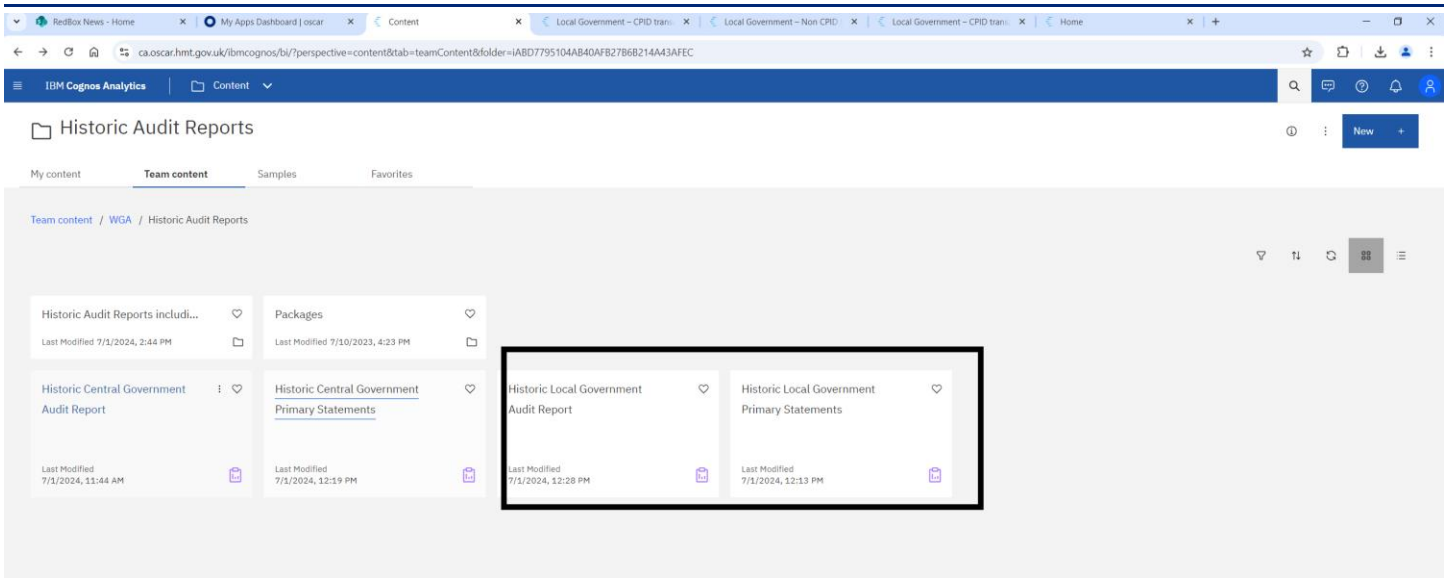 RedBox News - Home
My Apps Dashboard | oscar
Content
Local Government – CPID trans
Local Government – Non CPID
Local Government – CPID trans
Home
ca.oscar.hmt.gov.uk/ibmcognos/bi/?perspective=content&tab=teamContent&folder=iABD7795104AB40AFB27B6B214A43AFEC
IBM Cognos Analytics
Content
Historic Audit Reports
New +
My content
Team content
Samples
Favorites
Team content / WGA / Historic Audit Reports
Historic Audit Reports includi...
Last Modified 7/1/2024, 2:44 PM
Packages
Last Modified 7/10/2023, 4:23 PM
Historic Central Government
Audit Report
Last Modified
7/1/2024, 11:44 AM
Historic Central Government
Primary Statements
Last Modified
7/1/2024, 12:19 PM
Historic Local Government
Audit Report
Last Modified
7/1/2024, 12:28 PM
Historic Local Government
Primary Statements
Last Modified
7/1/2024, 12:13 PM